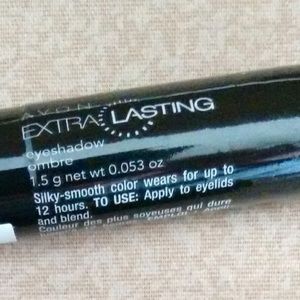 AVON
EXTRA LASTING
eyeshadow
ombre
1.5 g net wt 0.053 oz
Silky-smooth color wears for up to
12 hours. TO USE: Apply to eyelids
and blend.
Couleur des plus soyeuses qui dure
EMPLOI